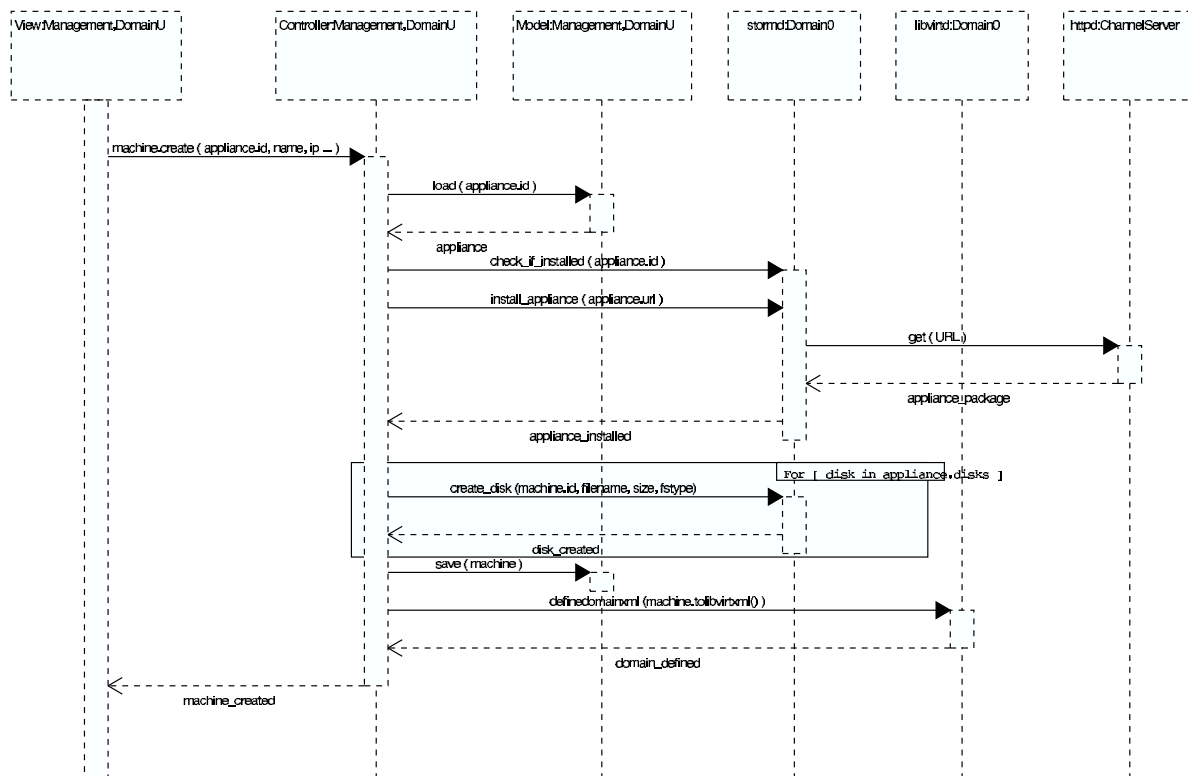 View:Management,DomainU
Controller:Management,DomainU
Model:Management,DomainU
stormd:Domain0
libvirtd:Domain0
httpd:ChannelServer
machine.create ( appliance.id, name, ip ... )
load ( appliance.id )
appliance
check_if_installed ( appliance.id )
install_appliance ( appliance.url )
get ( URL )
appliance_package
appliance_installed
For [ disk in appliance.disks ]
create_disk (machine.id, filename, size, fstype)
disk_created
save ( machine )
definedomainxml (machine.tolibvirtxml() )
domain_defined
machine_created